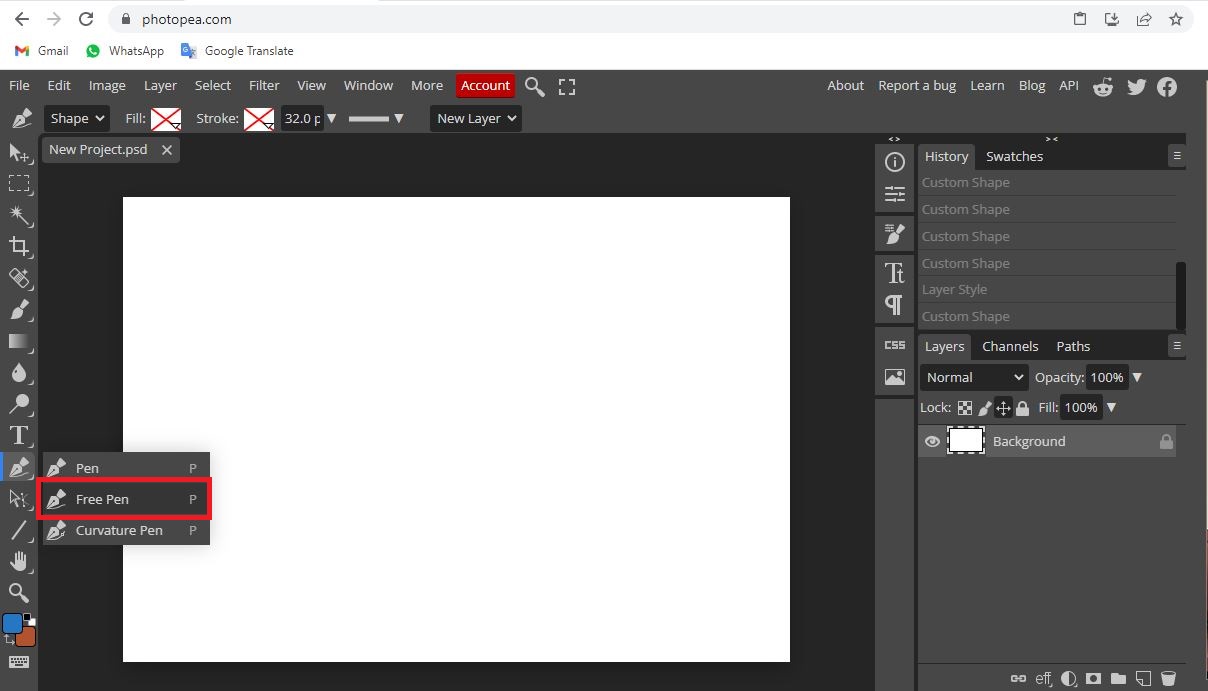 photopea.com
Gmail WhatsApp Google Translate
File Edit Image Layer Select Filter View Window More Account About Report a bug Learn Blog API
Shape Fill: Stroke: 32.0 p New Layer
New Project.psd
< > > <
History Swatches
Custom Shape
Custom Shape
Custom Shape
Custom Shape
Layer Style
Custom Shape
Tt
CSS
Layers Channels Paths
Normal Opacity: 100%
Lock: Fill: 100%
Background
T
Pen P
Free Pen P
Curvature Pen P
eff